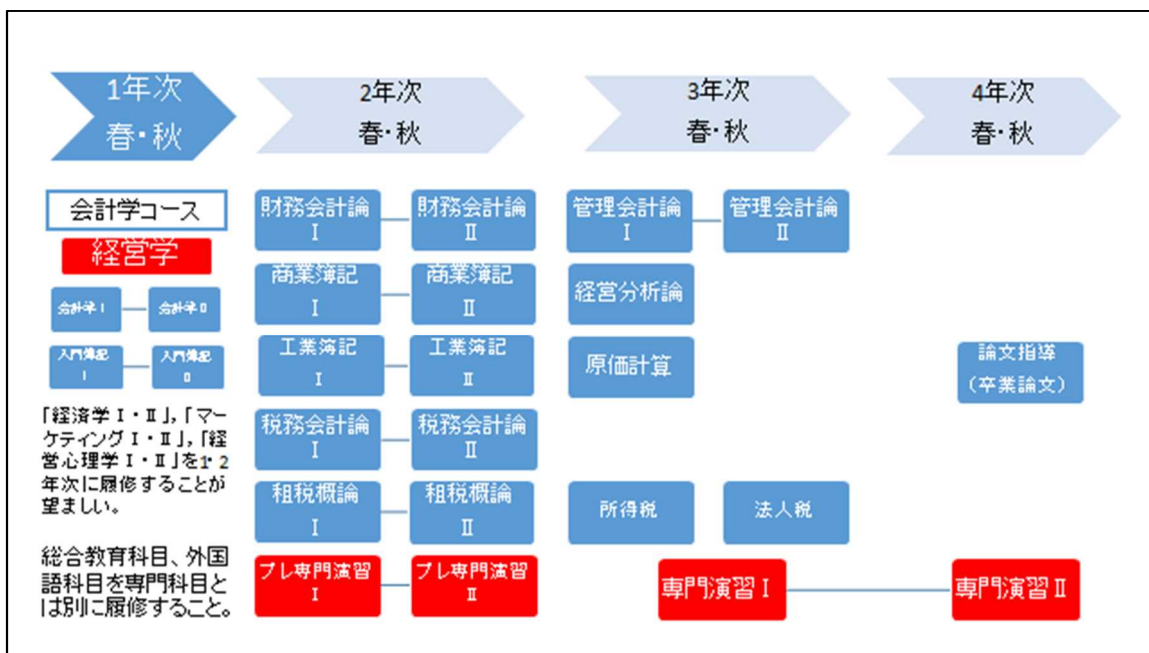 1年次
春・秋
2年次
春・秋
3年次
春・秋
4年次
春・秋
会計学コース
経営学
会計学Ⅰ
会計学Ⅱ
入門簿記
Ⅰ
入門簿記
Ⅱ
「経済学Ⅰ・Ⅱ」,「マー
ケティングⅠ・Ⅱ」,「経
営心理学Ⅰ・Ⅱ」を1・2
年次に履修することが
望ましい。
総合教育科目、外国
語科目を専門科目と
は別に履修すること。
財務会計論
Ⅰ
財務会計論
Ⅱ
商業簿記
Ⅰ
商業簿記
Ⅱ
工業簿記
Ⅰ
工業簿記
Ⅱ
税務会計論
Ⅰ
税務会計論
Ⅱ
租税概論
Ⅰ
租税概論
Ⅱ
プレ専門演習
Ⅰ
プレ専門演習
Ⅱ
管理会計論
Ⅰ
管理会計論
Ⅱ
経営分析論
原価計算
所得税
法人税
専門演習Ⅰ
論文指導
(卒業論文)
専門演習Ⅱ